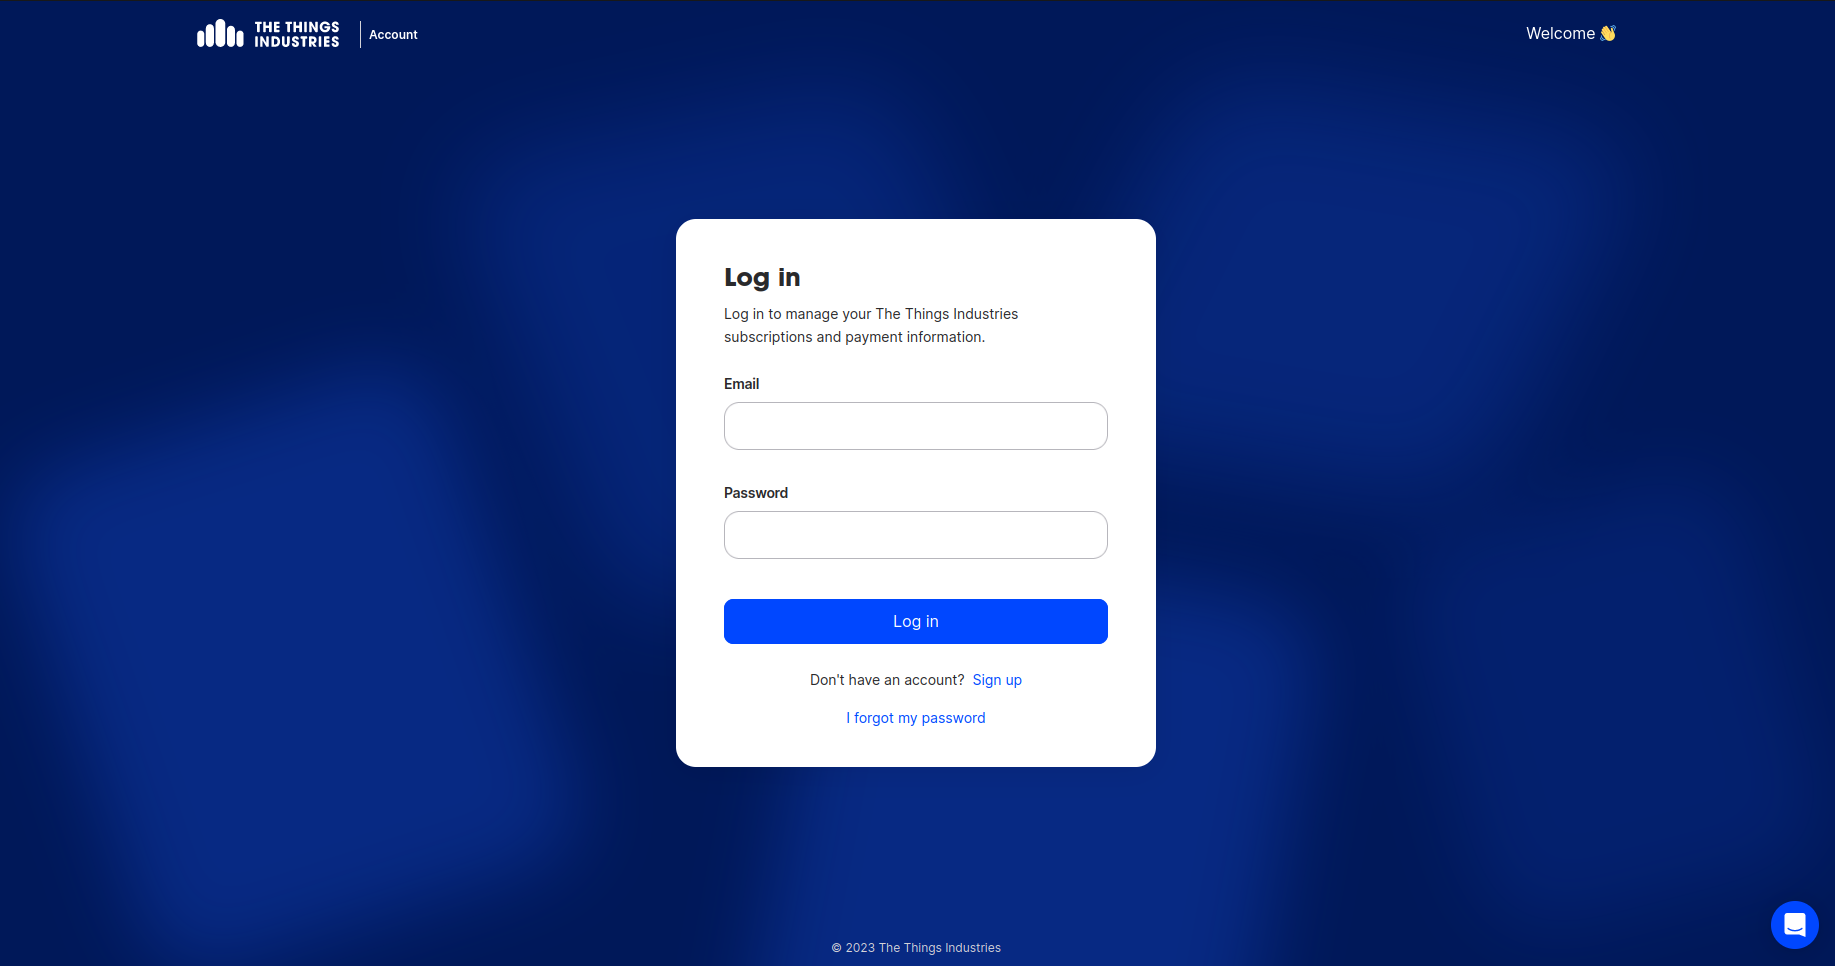 THE THINGS
INDUSTRIES
Account
Welcome 👋
Log in
Log in to manage your The Things Industries
subscriptions and payment information.
Email
Password
Log in
Don't have an account? Sign up
I forgot my password
© 2023 The Things Industries